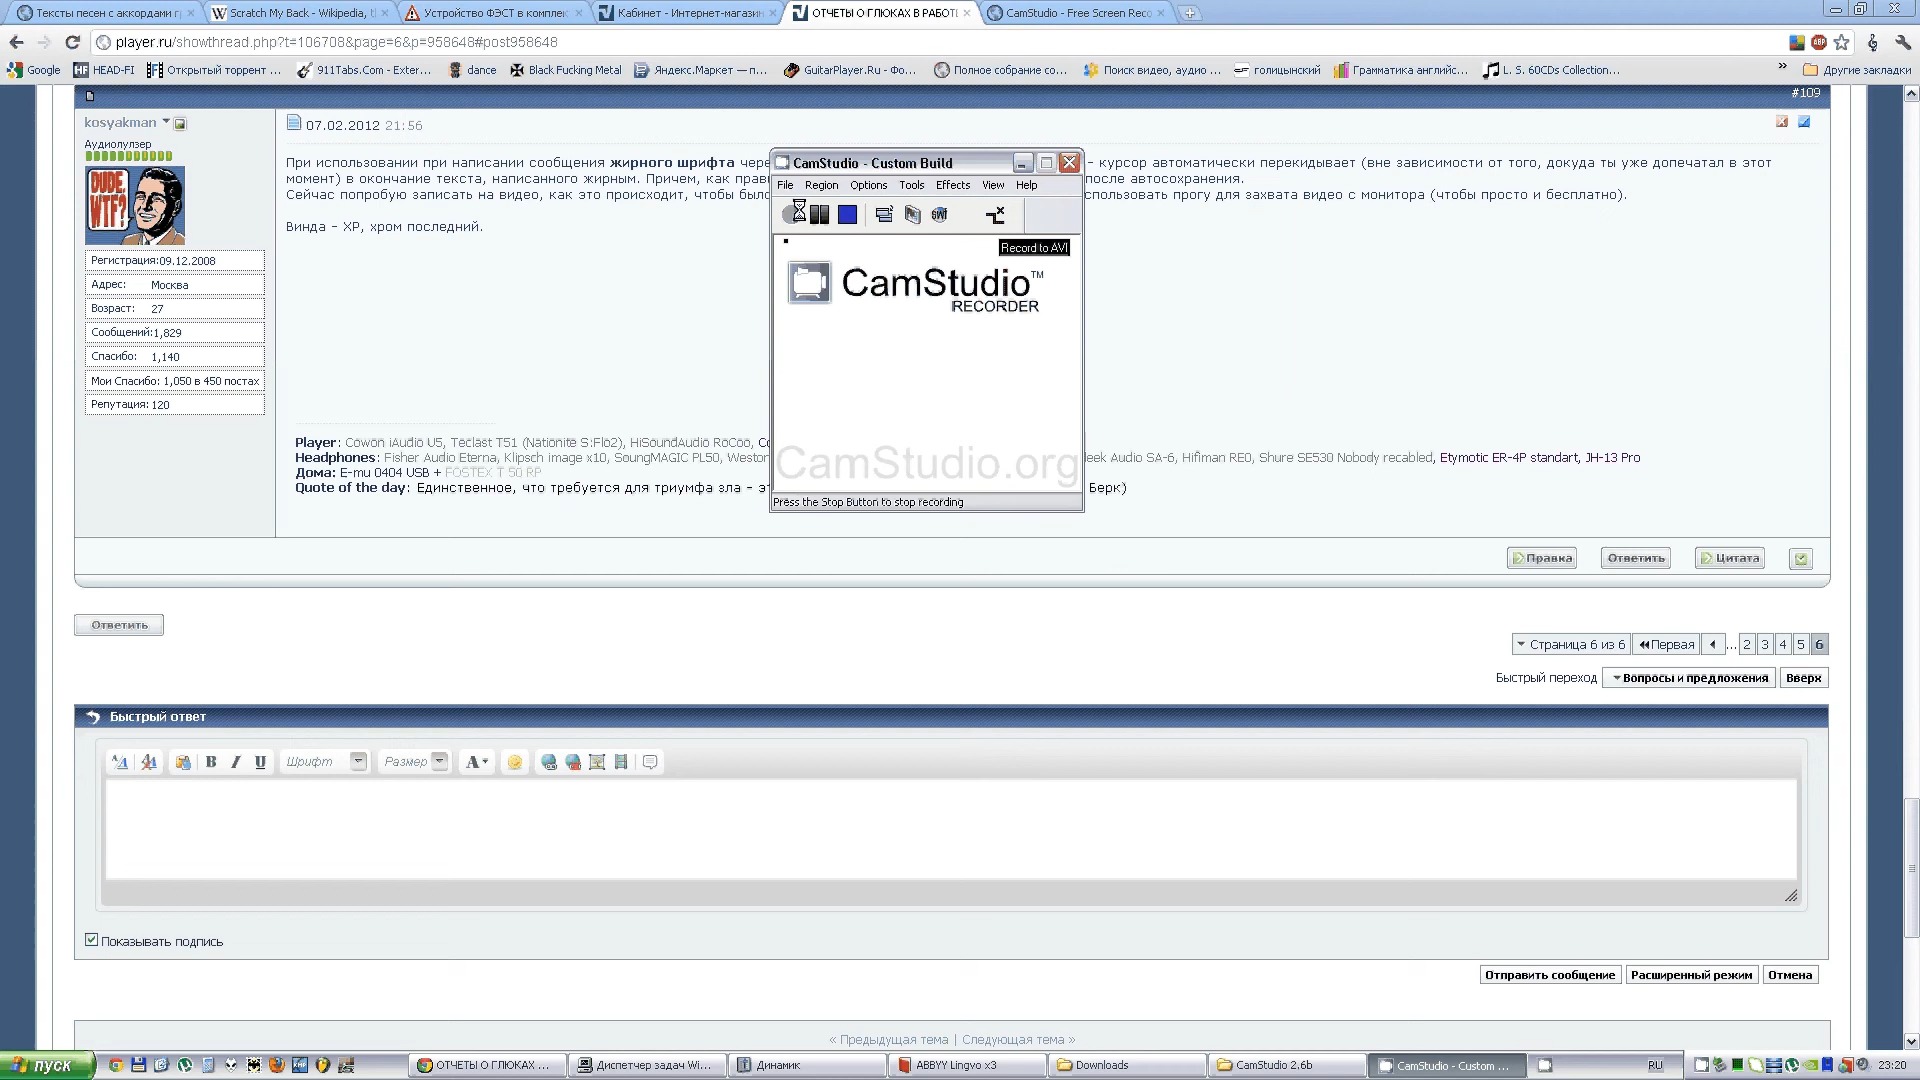 Тексты песен с аккордами г
Scratch My Back - Wikipedia, t
Устройство ФЭСТ в комплек
Кабинет - Интернет-магазин
ОТЧЕТЫ О ГЛЮКАХ В РАБОТЕ
CamStudio - Free Screen Reco
player.ru/showthread.php?t=106708&page=6&p=958648#post958648
Google HEAD-FI Открытый торрент ... 911Tabs.Com - Exter... dance Black Fucking Metal Яндекс.Маркет — п... GuitarPlayer.Ru - Фо... Полное собрание со... Поиск видео, аудио ... голицынский Грамматика английс... L. S. 60CDs Collection... » Другие закладки
#109
kosyakman
07.02.2012 21:56
Аудиолулзер
DUDE, WTF?
Регистрация:09.12.2008
Адрес: Москва
Возраст: 27
Сообщений:1,829
Спасибо: 1,140
Мои Спасибо: 1,050 в 450 постах
Репутация: 120
При использовании при написании сообщения жирного шрифта чере - курсор автоматически перекидывает (вне зависимости от того, докуда ты уже допечатал в этот
момент) в окончание текста, написанного жирным. Причем, как прави после автосохранения.
Сейчас попробую записать на видео, как это происходит, чтобы было спользовать прогу для захвата видео с монитора (чтобы просто и бесплатно).
Винда - XP, хром последний.
CamStudio - Custom Build
File Region Options Tools Effects View Help
SWF
Record to AVI
CamStudio™
RECORDER
CamStudio.org
Press the Stop Button to stop recording
Player: Cowon iAudio U5, Teclast T51 (Nationite S:Flo2), HiSoundAudio RoCoo, Co
Headphones: Fisher Audio Eterna, Klipsch image x10, SoungMAGIC PL50, Weston leek Audio SA-6, Hifiman RE0, Shure SE530 Nobody recabled, Etymotic ER-4P standart, JH-13 Pro
Дома: E-mu 0404 USB + FOSTEX T 50 RP
Quote of the day: Единственное, что требуется для триумфа зла - эт Берк)
Правка Ответить Цитата
Ответить
Страница 6 из 6 Первая ... 2 3 4 5 6
Быстрый переход Вопросы и предложения Вверх
Быстрый ответ
B I U Шрифт Размер A
Показывать подпись
Отправить сообщение Расширенный режим Отмена
« Предыдущая тема | Следующая тема »
пуск
ОТЧЕТЫ О ГЛЮКАХ ...
Диспетчер задач Wi...
Динамик
ABBYY Lingvo x3
Downloads
CamStudio 2.6b
CamStudio - Custom ...
RU
23:20